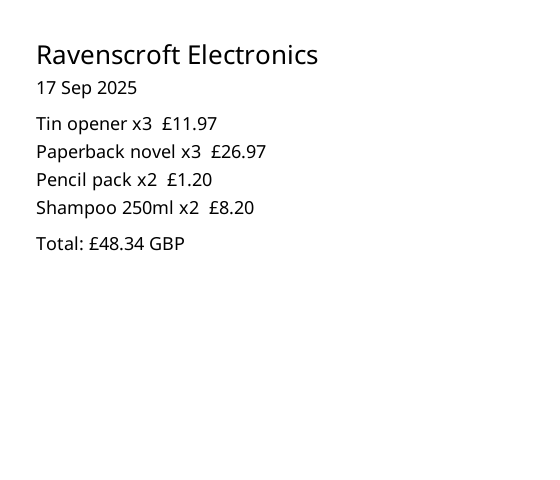 Ravenscroft Electronics
17 Sep 2025
Tin opener x3  £11.97
Paperback novel x3  £26.97
Pencil pack x2  £1.20
Shampoo 250ml x2  £8.20
Total: £48.34 GBP